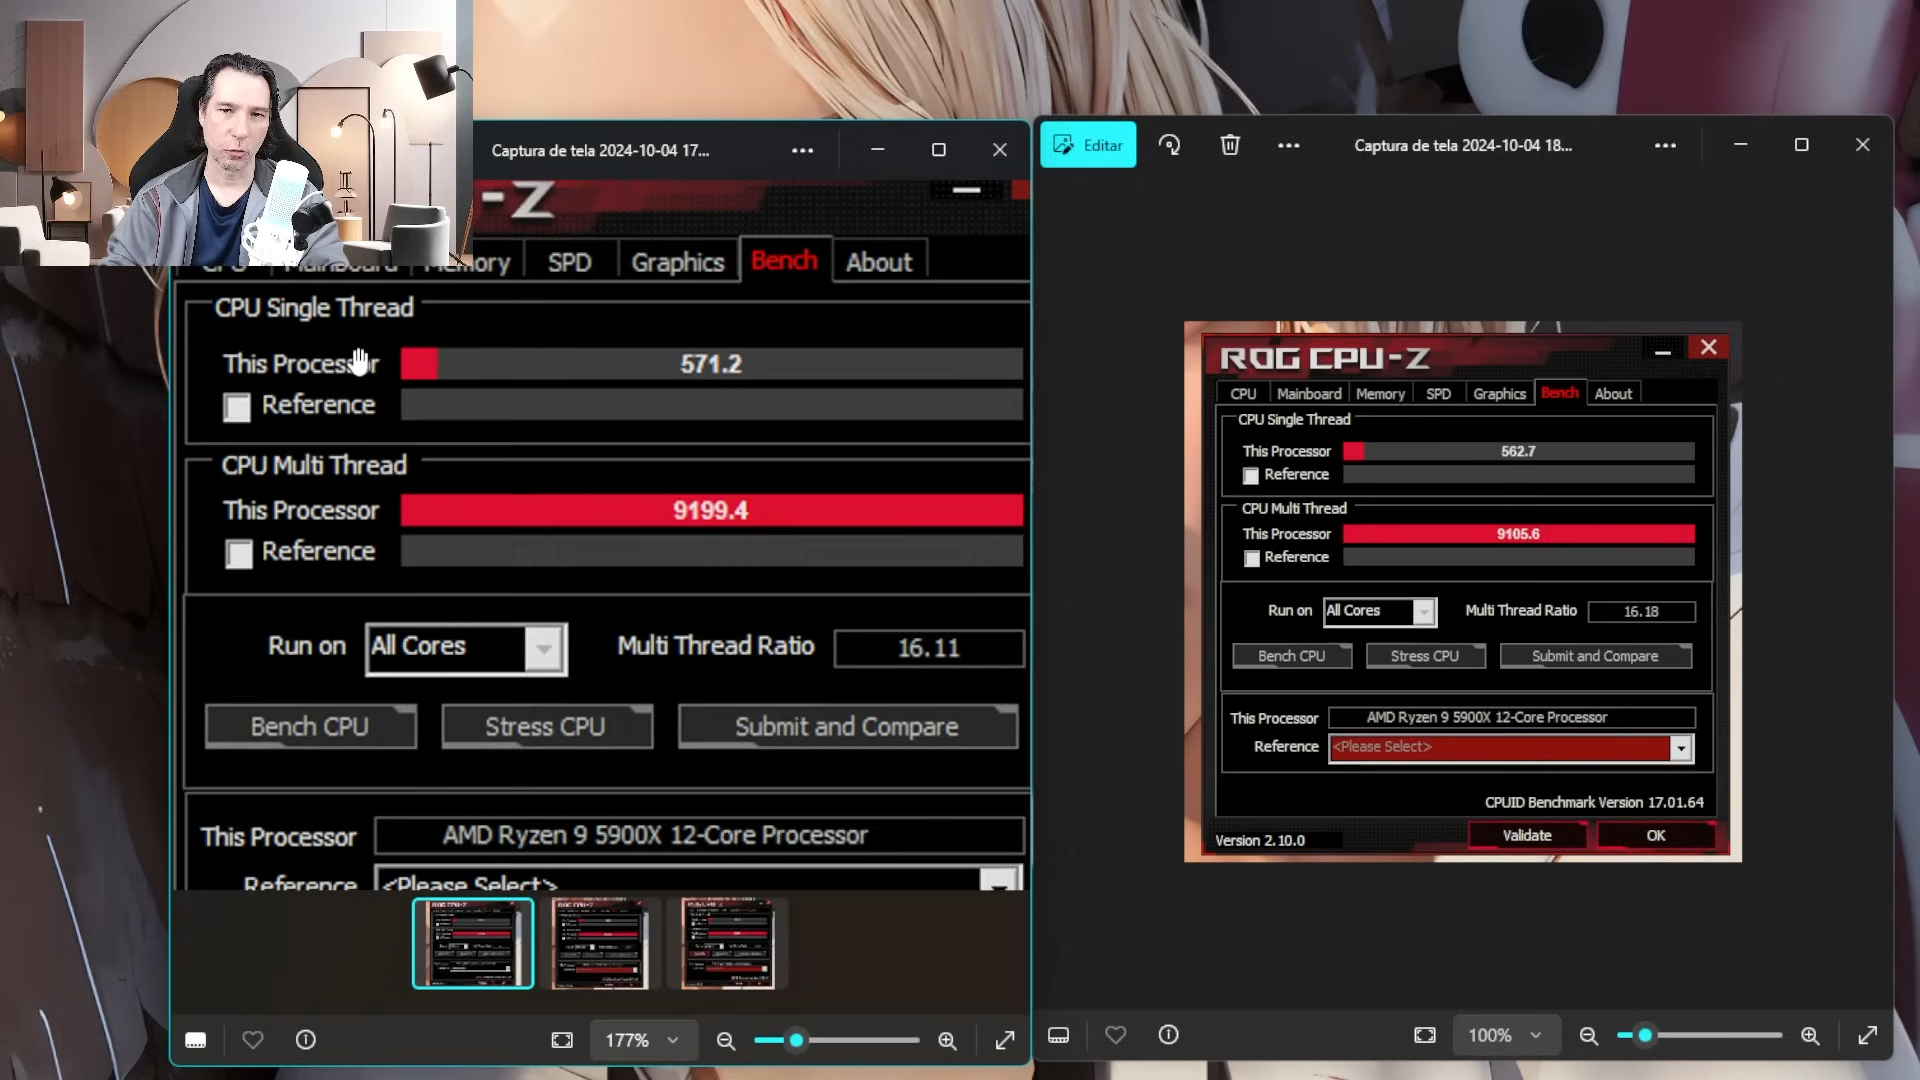 Captura de tela 2024-10-04 17...
-Z
SPD
Graphics
Bench
About
CPU Single Thread
This Processor
571.2
Reference
CPU Multi Thread
This Processor
9199.4
Reference
Run on
All Cores
Multi Thread Ratio
16.11
Bench CPU
Stress CPU
Submit and Compare
This Processor
AMD Ryzen 9 5900X 12-Core Processor
Reference
<Please Select>
177%
Editar
Captura de tela 2024-10-04 18...
ROG CPU-Z
CPU
Mainboard
Memory
SPD
Graphics
Bench
About
CPU Single Thread
This Processor
562.7
Reference
CPU Multi Thread
This Processor
9105.6
Reference
Run on
All Cores
Multi Thread Ratio
16.18
Bench CPU
Stress CPU
Submit and Compare
This Processor
AMD Ryzen 9 5900X 12-Core Processor
Reference
<Please Select>
CPUID Benchmark Version 17.01.64
Version 2.10.0
Validate
OK
100%